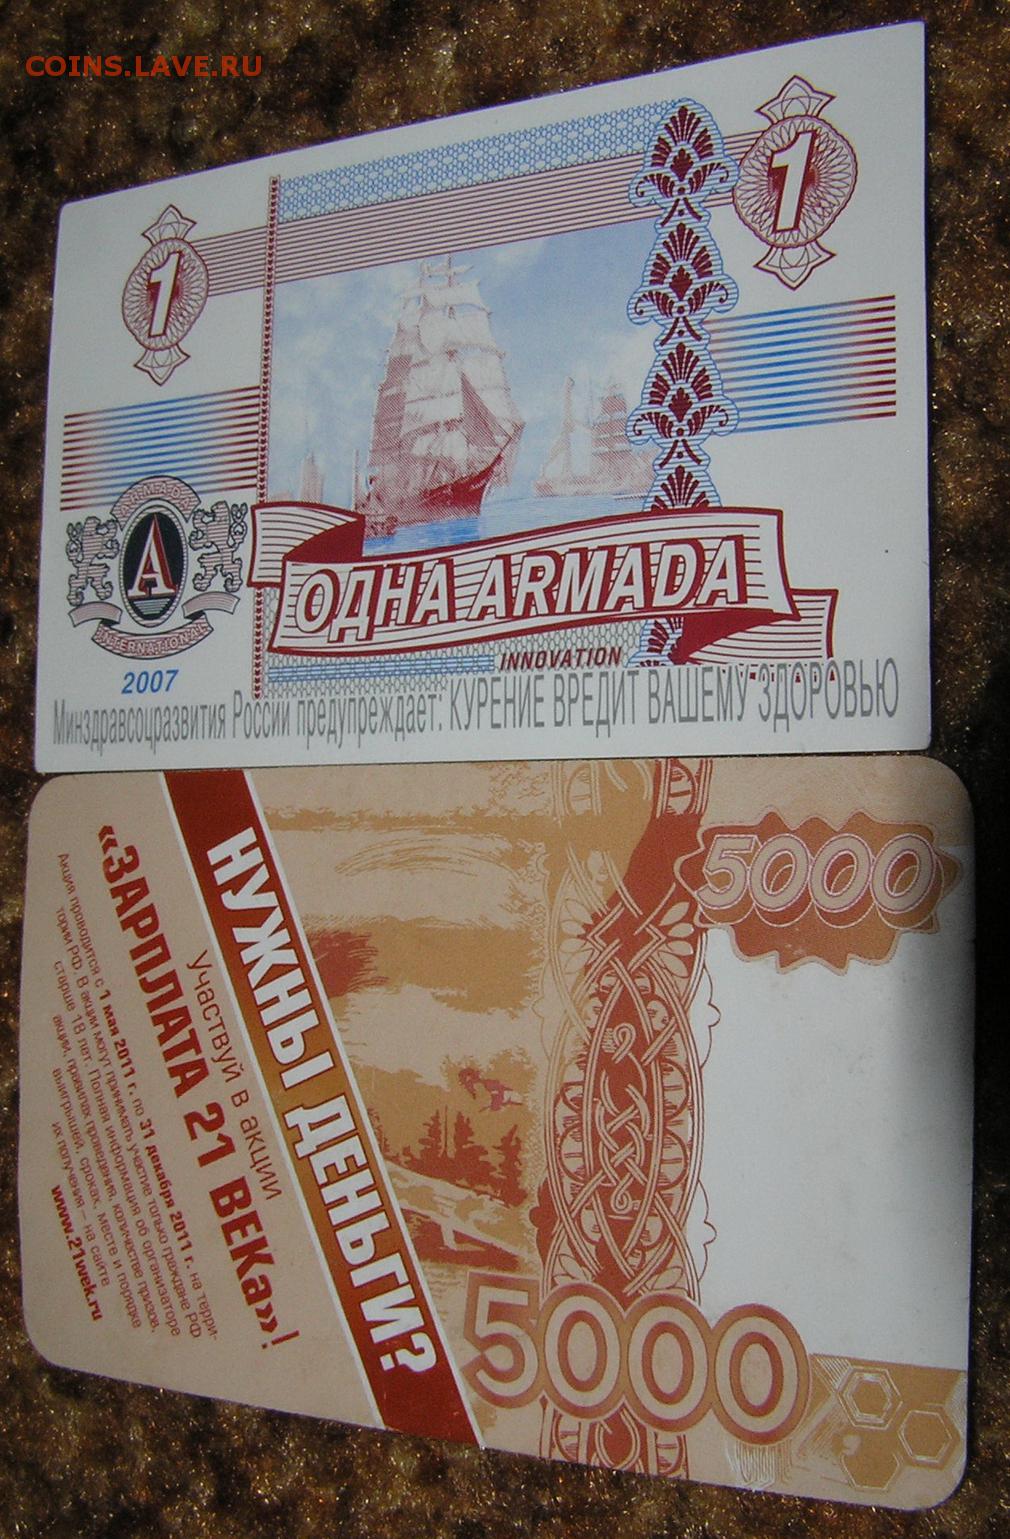 COINS.LAVE.RU
1
1
ARMADA
A
INTERNATIONAL
2007
ОДНА ARMADA
INNOVATION
Минздравсоцразвития России предупреждает: КУРЕНИЕ ВРЕДИТ ВАШЕМУ ЗДОРОВЬЮ
5000
НУЖНЫ ДЕНЬГИ?
Участвуй в акции
«ЗАРПЛАТА 21 ВЕКа»!
Акция проводится с 1 мая 2011 г. по 31 декабря 2011 г. на терри-
тории РФ. В акции могут принимать участие только граждане РФ
старше 18 лет. Полная информация об организаторе
акции, правилах проведения, количестве призов,
выигрышей, сроках, месте и порядке
их получения – на сайте
www.21wek.ru
5000